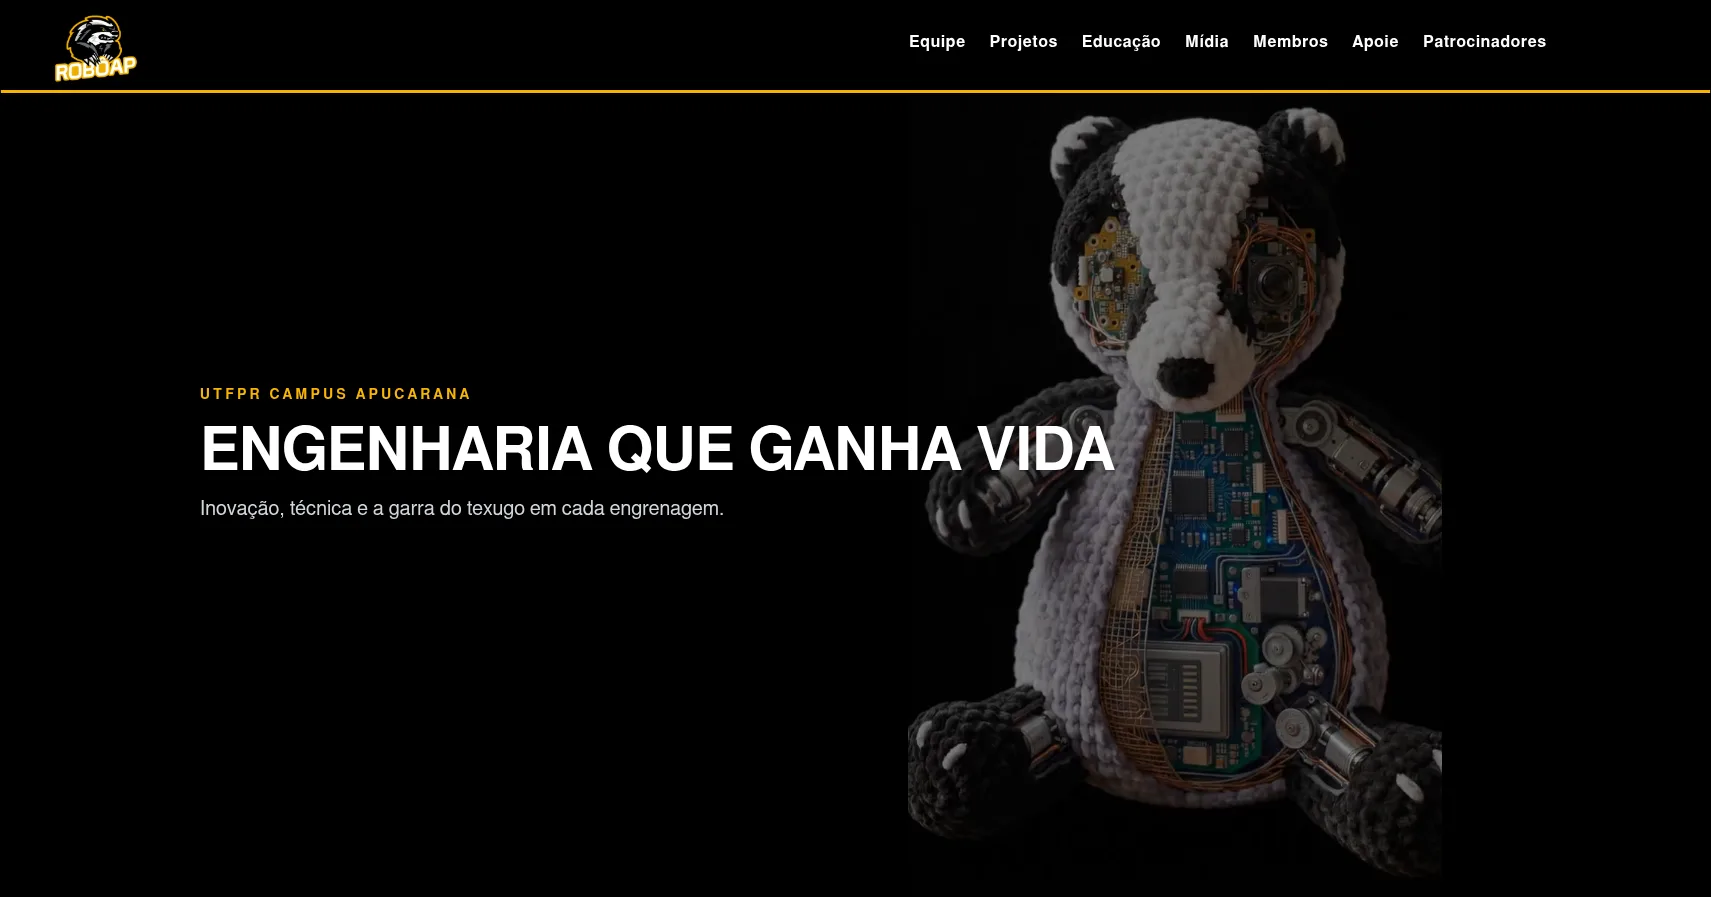 ROBOAP
Equipe Projetos Educação Mídia Membros Apoie Patrocinadores
UTFPR CAMPUS APUCARANA
ENGENHARIA QUE GANHA VIDA
Inovação, técnica e a garra do texugo em cada engrenagem.